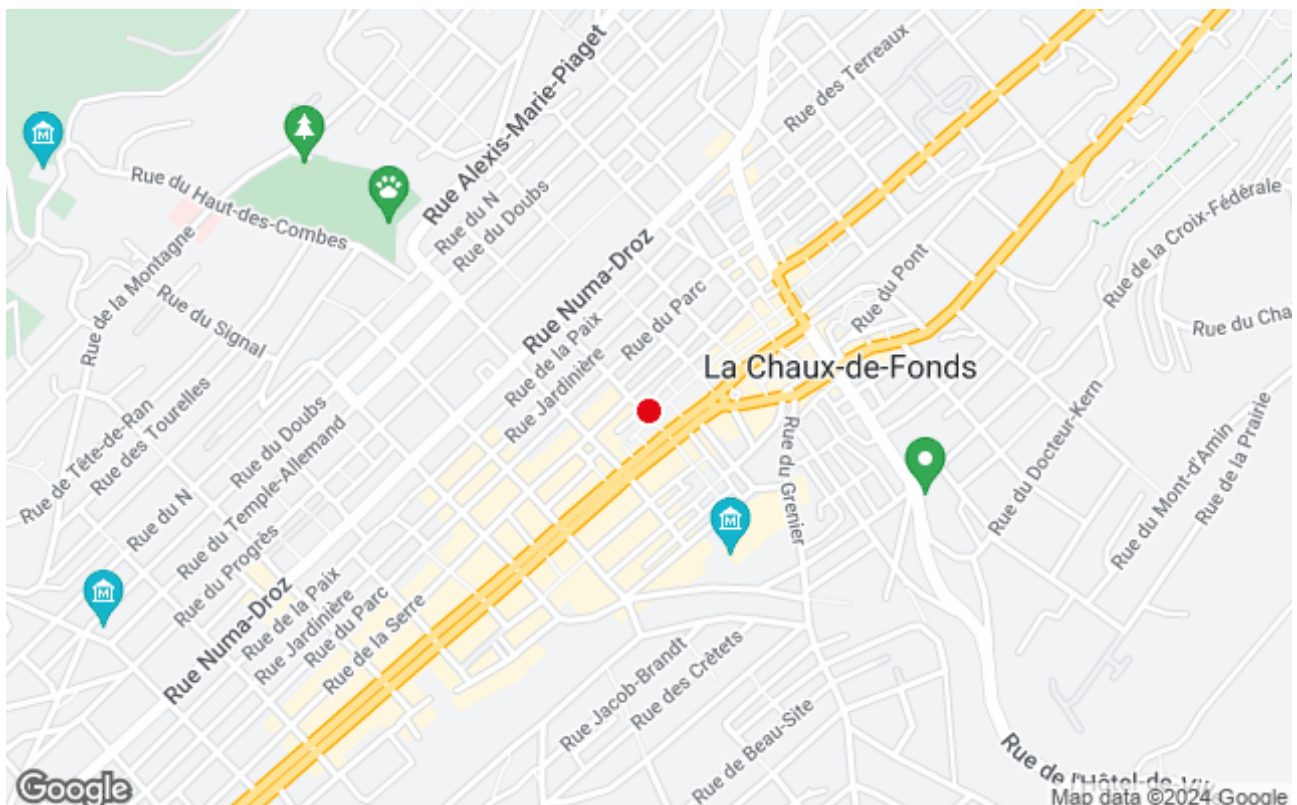 Rue des Terreaux
Rue Alexis-Marie-Piaget
Rue du Haut-des-Combes
Rue du N
Rue du Doubs
Rue de la Croix-Fédérale
Rue de la Montagne
Rue Numa-Droz
Rue du Pont
Rue du Parc
Rue du Signal
Rue de la Paix
Rue du Cha
Rue Jardinière
La Chaux-de-Fonds
Rue de Tête-de-Ran
Rue des Tourelles
Rue du Doubs
Rue du Docteur-Kern
Rue du Mont-d'Amin
Rue de la Prairie
Rue du Grenier
Rue du Temple-Allemand
Rue du N
Rue du Progrès
Rue Numa-Droz
Rue de la Paix
Rue Jardinière
Rue du Parc
Rue de la Serre
Rue Jacob-Brandt
Rue des Crêtets
Rue de Beau-Site
Rue de l'Hôtel-de-Vil
Google
Map data ©2024 Google